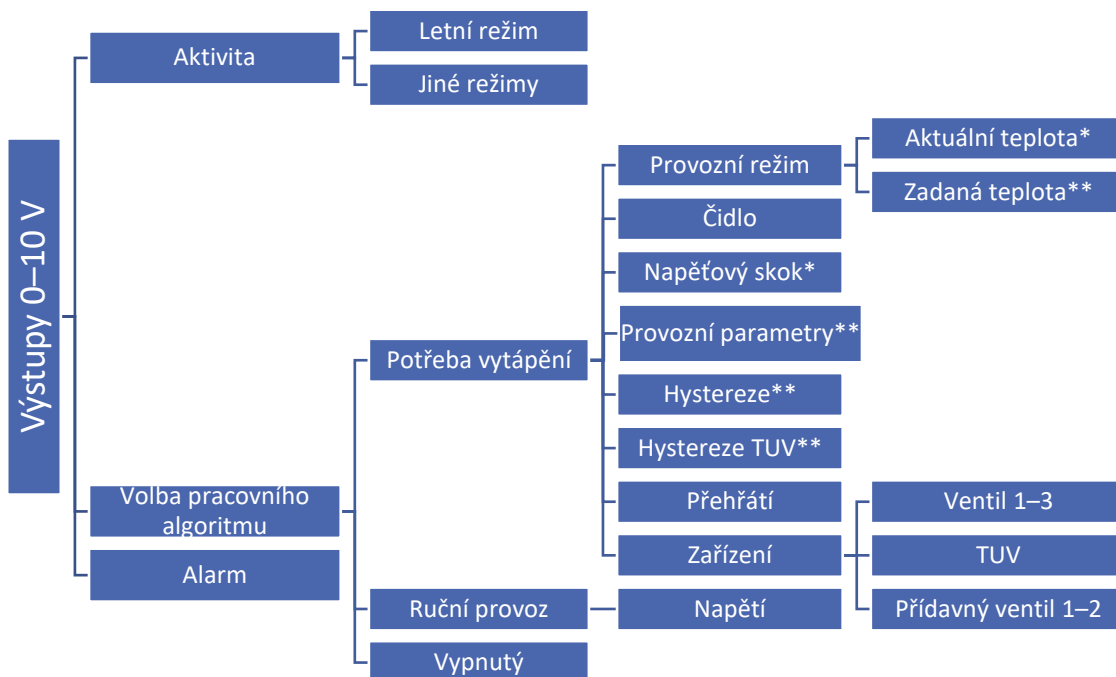 Výstupy 0–10 V
Aktivita
Letní režim
Jiné režimy
Volba pracovního
algoritmu
Potřeba vytápění
Provozní režim
Aktuální teplota*
Zadaná teplota**
Čidlo
Napěťový skok*
Provozní parametry**
Hystereze**
Hystereze TUV**
Přehřátí
Zařízení
Ventil 1–3
TUV
Přídavný ventil 1–2
Ruční provoz
Napětí
Vypnutý
Alarm